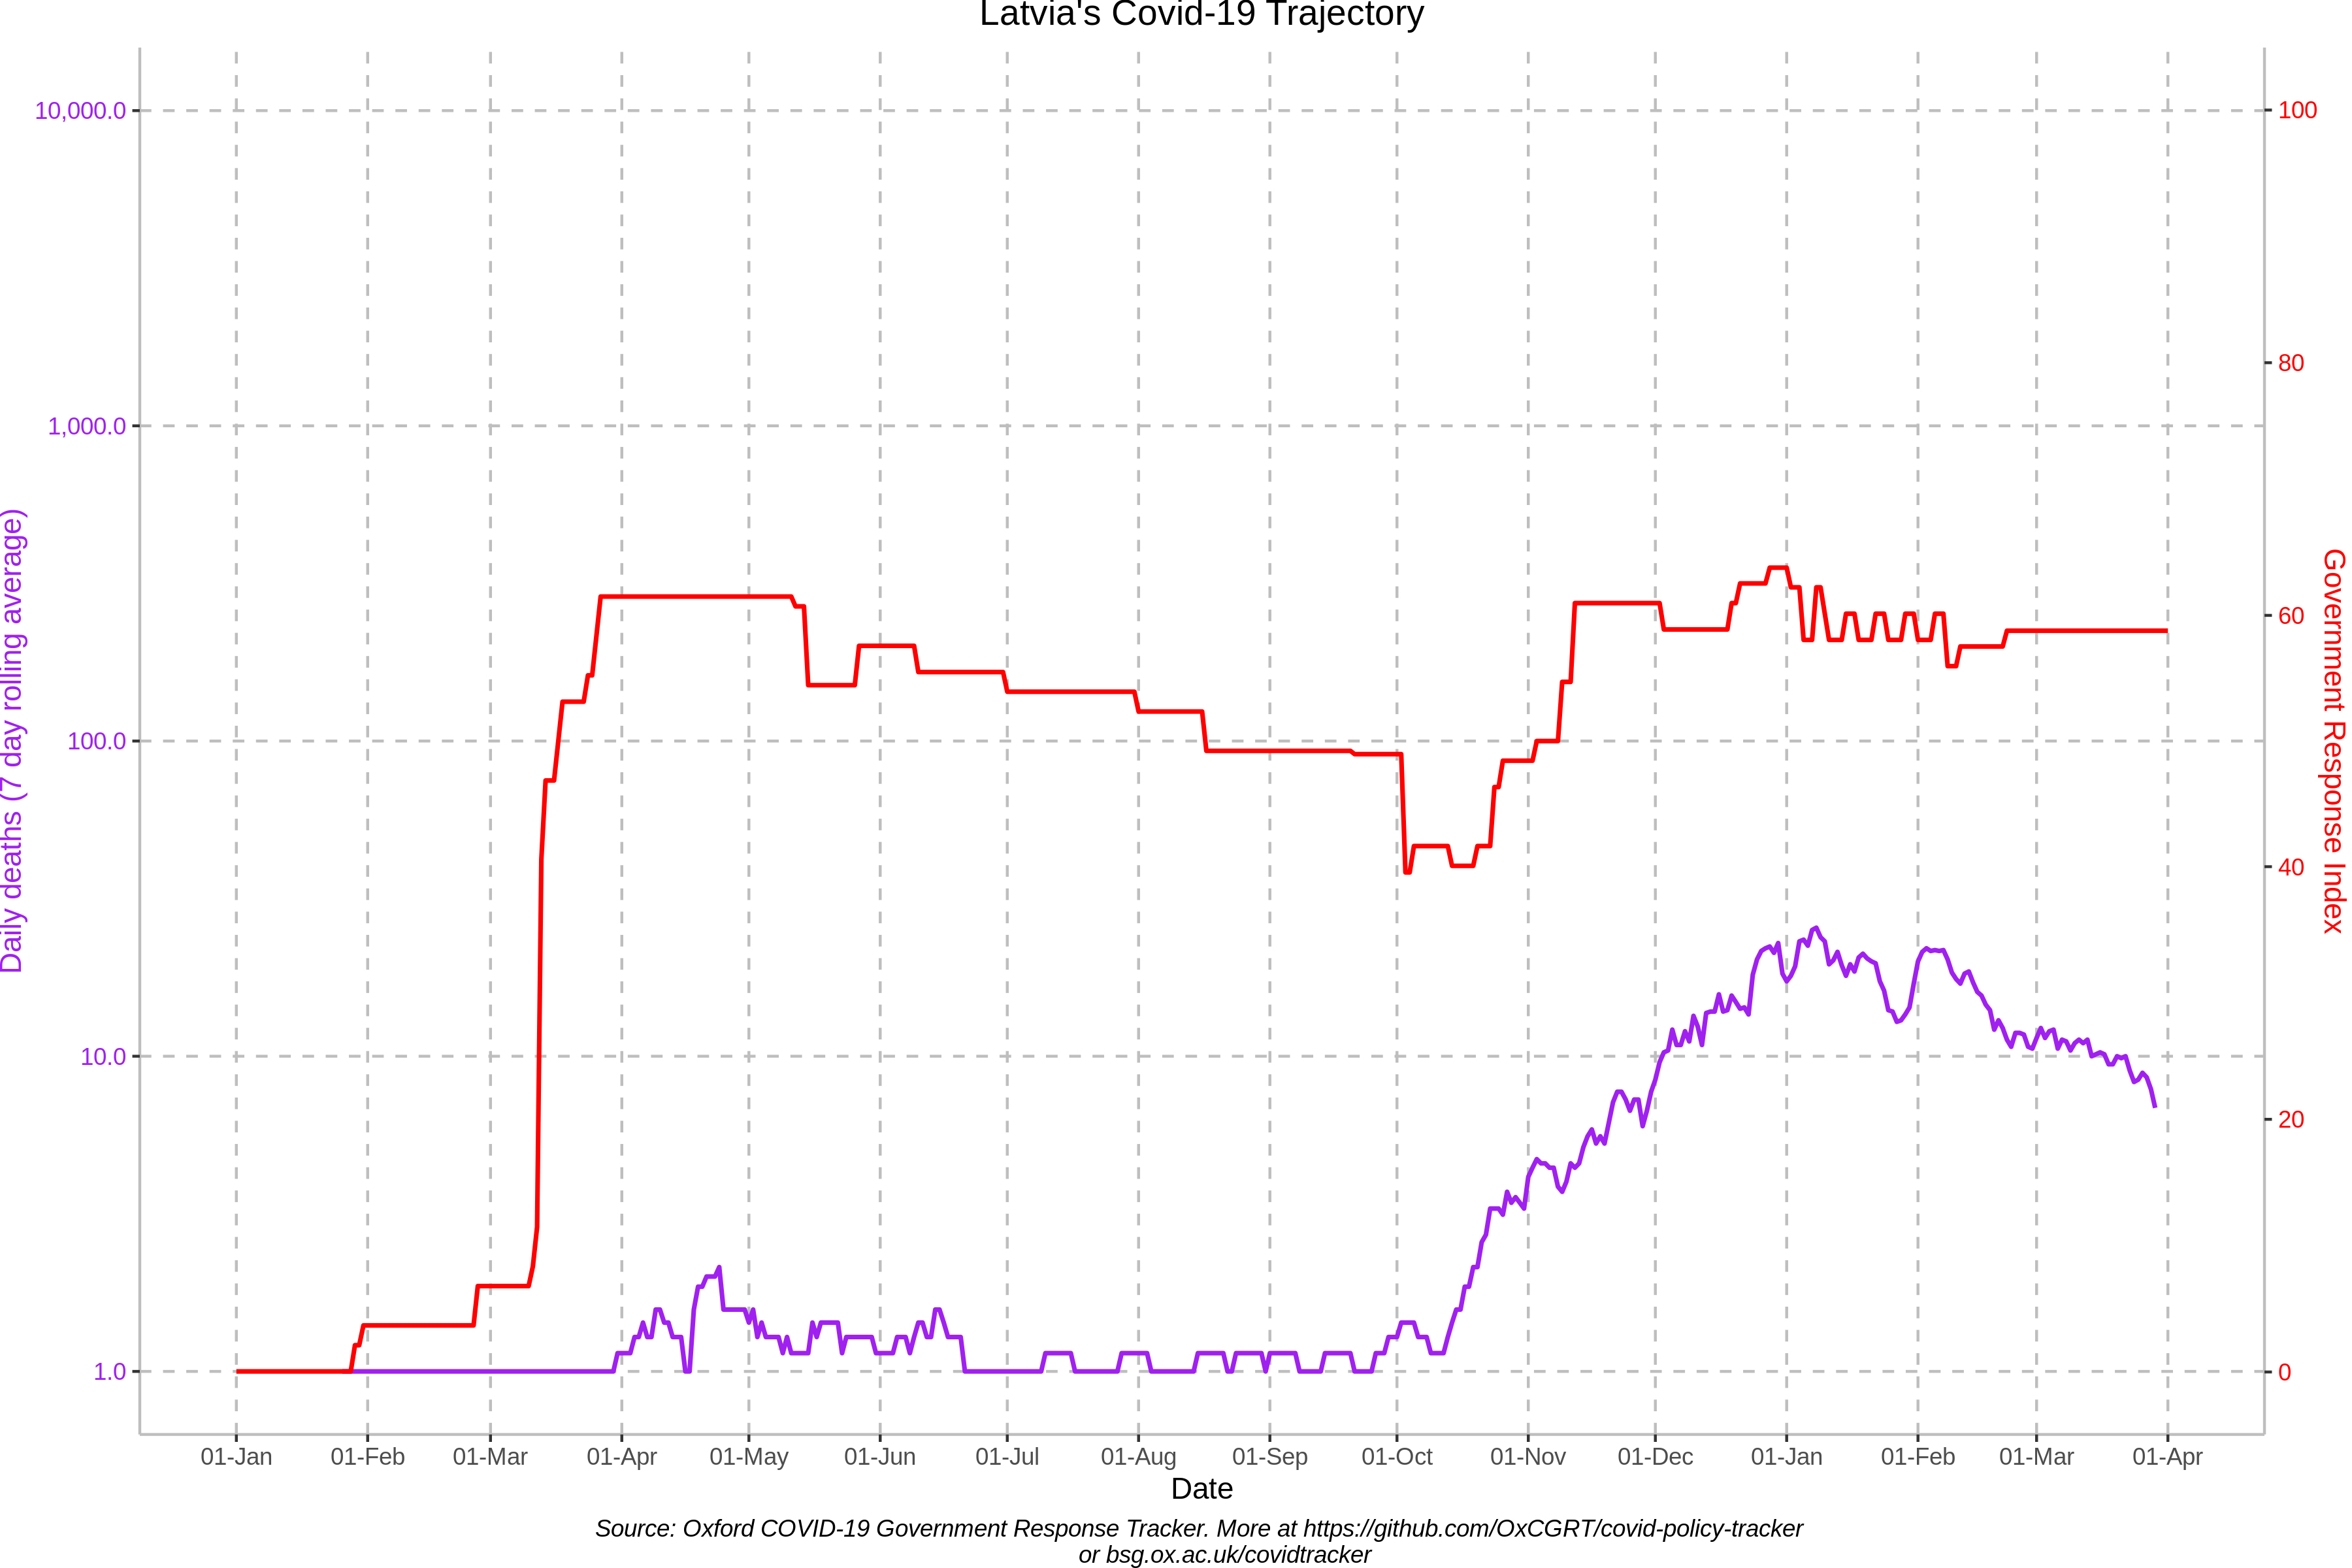 Latvia's Covid-19 Trajectory
Daily deaths (7 day rolling average)
10,000.0
1,000.0
100.0
10.0
1.0
100
80
60
40
20
0
Government Response Index
01-Jan 01-Feb 01-Mar 01-Apr 01-May 01-Jun 01-Jul 01-Aug 01-Sep 01-Oct 01-Nov 01-Dec 01-Jan 01-Feb 01-Mar 01-Apr
Date
Source: Oxford COVID-19 Government Response Tracker. More at https://github.com/OxCGRT/covid-policy-tracker
or bsg.ox.ac.uk/covidtracker